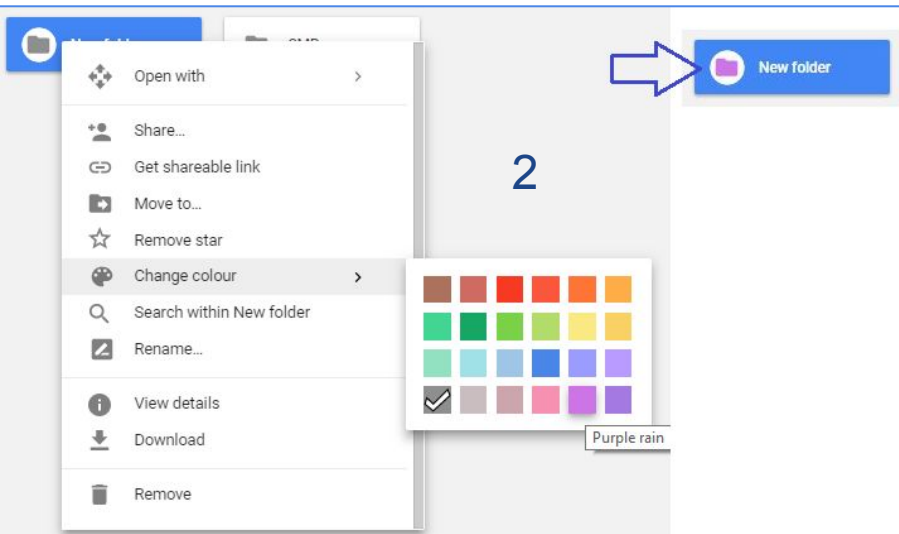 Open with
Share...
Get shareable link
Move to...
Remove star
Change colour
Search within New folder
Rename...
View details
Download
Remove
2
Purple rain
New folder